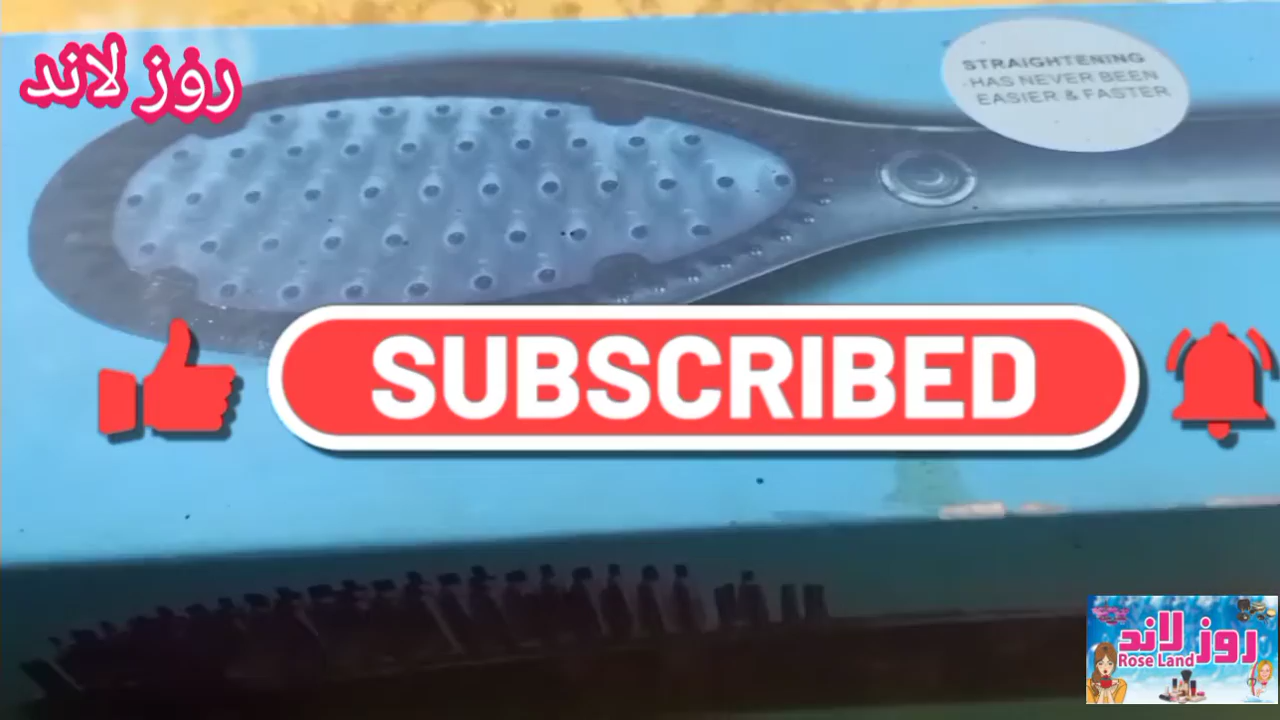 روز لاند
STRAIGHTENING
-HAS NEVER BEEN
EASIER & FASTER
SUBSCRIBED
روز لاند
Rose Land